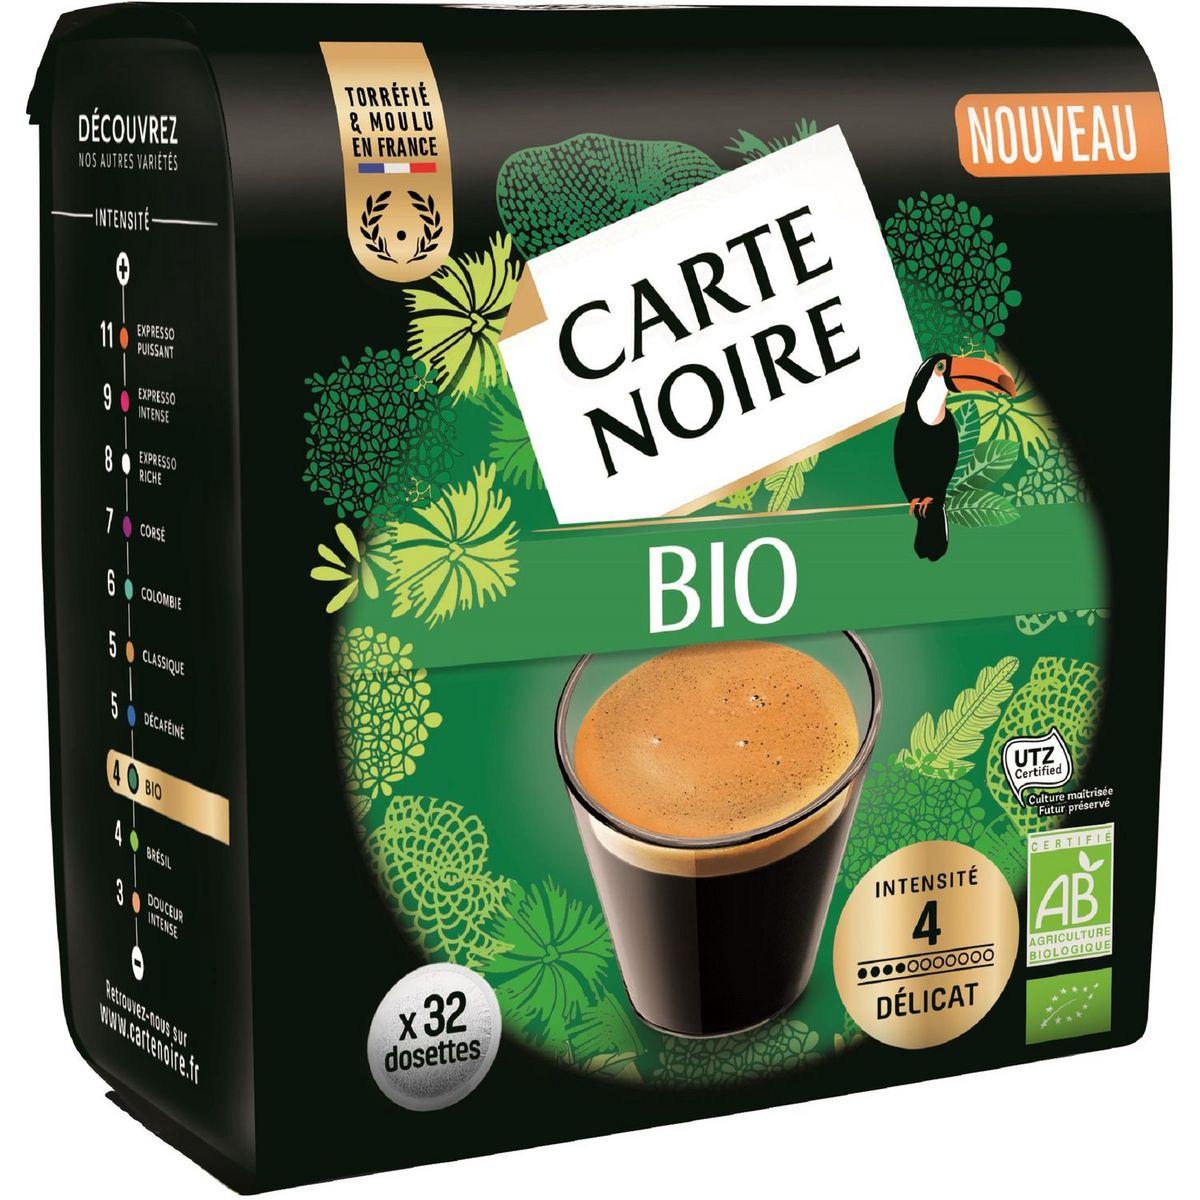 DÉCOUVREZ
NOS AUTRES VARIÉTÉS
INTENSITÉ
+
11 EXPRESSO
PUISSANT
9 EXPRESSO
INTENSE
8 EXPRESSO
RICHE
7 CORSÉ
6 COLOMBIE
5 CLASSIQUE
5 DÉCAFÉINÉ
4 BIO
4 BRÉSIL
3 DOUCEUR
INTENSE
-
Retrouvez-nous sur
www.cartenoire.fr
TORRÉFIÉ
& MOULU
EN FRANCE
NOUVEAU
CARTE
NOIRE
BIO
UTZ
Certified
Culture maîtrisée
Futur préservé
CERTIFIÉ
AB
AGRICULTURE
BIOLOGIQUE
INTENSITÉ
4
DÉLICAT
x 32
dosettes